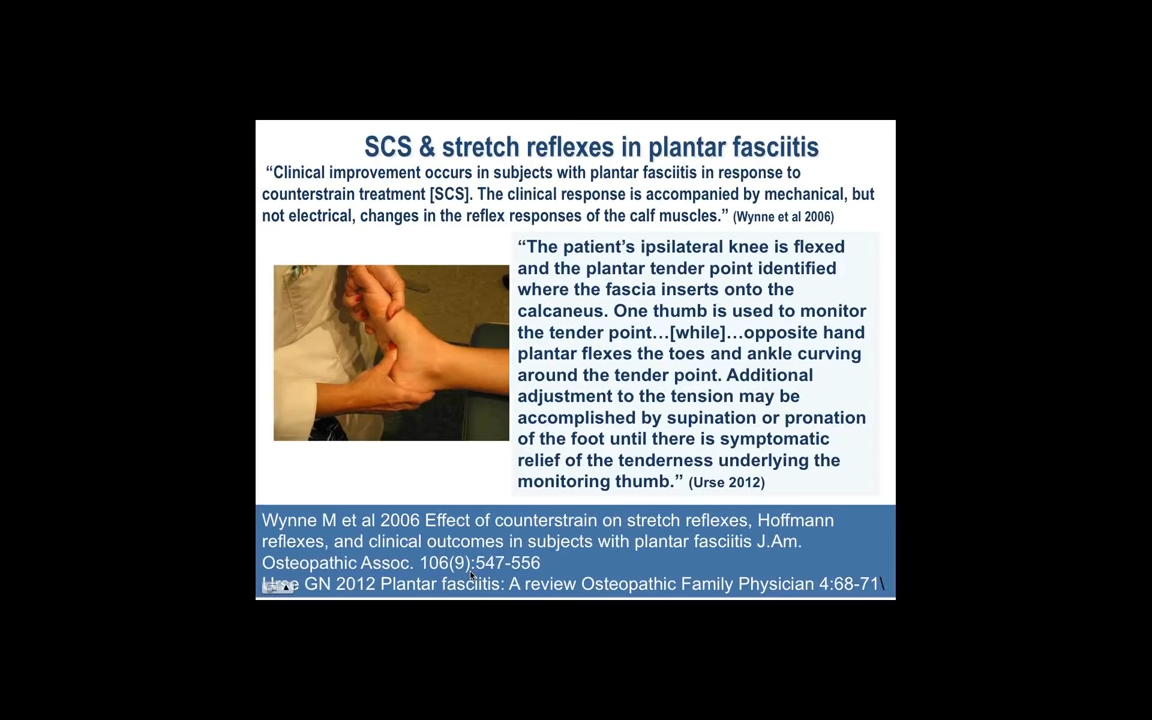 SCS & stretch reflexes in plantar fasciitis
“Clinical improvement occurs in subjects with plantar fasciitis in response to
counterstrain treatment [SCS]. The clinical response is accompanied by mechanical, but
not electrical, changes in the reflex responses of the calf muscles.” (Wynne et al 2006)
“The patient’s ipsilateral knee is flexed
and the plantar tender point identified
where the fascia inserts onto the
calcaneus. One thumb is used to monitor
the tender point…[while]…opposite hand
plantar flexes the toes and ankle curving
around the tender point. Additional
adjustment to the tension may be
accomplished by supination or pronation
of the foot until there is symptomatic
relief of the tenderness underlying the
monitoring thumb.” (Urse 2012)
Wynne M et al 2006 Effect of counterstrain on stretch reflexes, Hoffmann
reflexes, and clinical outcomes in subjects with plantar fasciitis J.Am.
Osteopathic Assoc. 106(9):547-556
GN 2012 Plantar fasciitis: A review Osteopathic Family Physician 4:68-71\